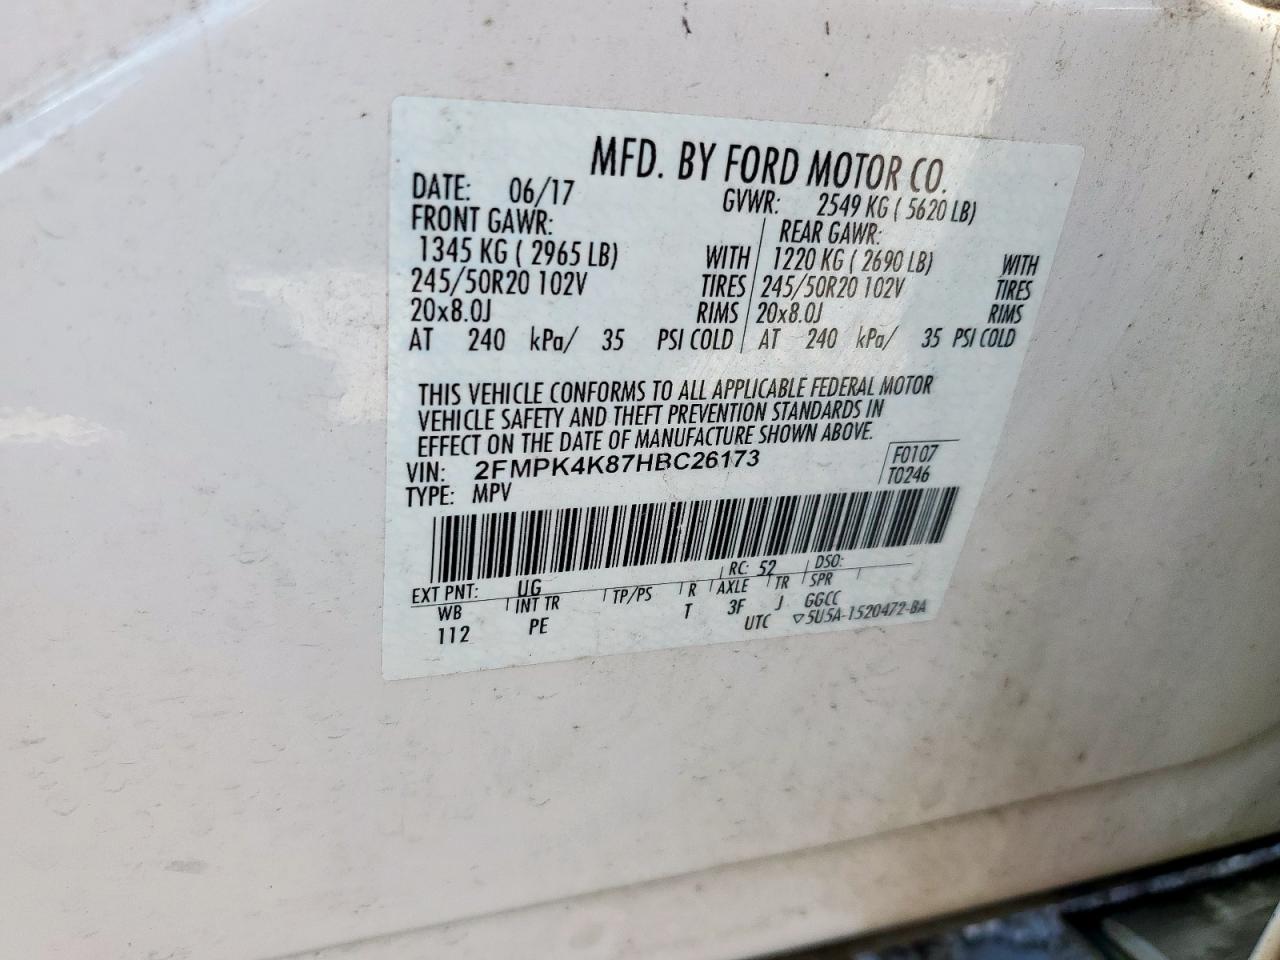 MFD. BY FORD MOTOR CO.
DATE: 06/17 GVWR: 2549 KG ( 5620 LB)
FRONT GAWR: REAR GAWR:
1345 KG ( 2965 LB) WITH 1220 KG ( 2690 LB) WITH
245/50R20 102V TIRES 245/50R20 102V TIRES
20x8.0J RIMS 20x8.0J RIMS
AT 240 kPa/ 35 PSI COLD AT 240 kPa/ 35 PSI COLD
THIS VEHICLE CONFORMS TO ALL APPLICABLE FEDERAL MOTOR
VEHICLE SAFETY AND THEFT PREVENTION STANDARDS IN
EFFECT ON THE DATE OF MANUFACTURE SHOWN ABOVE.
VIN: 2FMPK4K87HBC26173 F0107
TYPE: MPV T0246
EXT PNT: UG RC: 52 DSO:
WB INT TR TP/PS R AXLE TR SPR
112 PE T 3F J GGCC
UTC ▽5U5A-1520472-BA